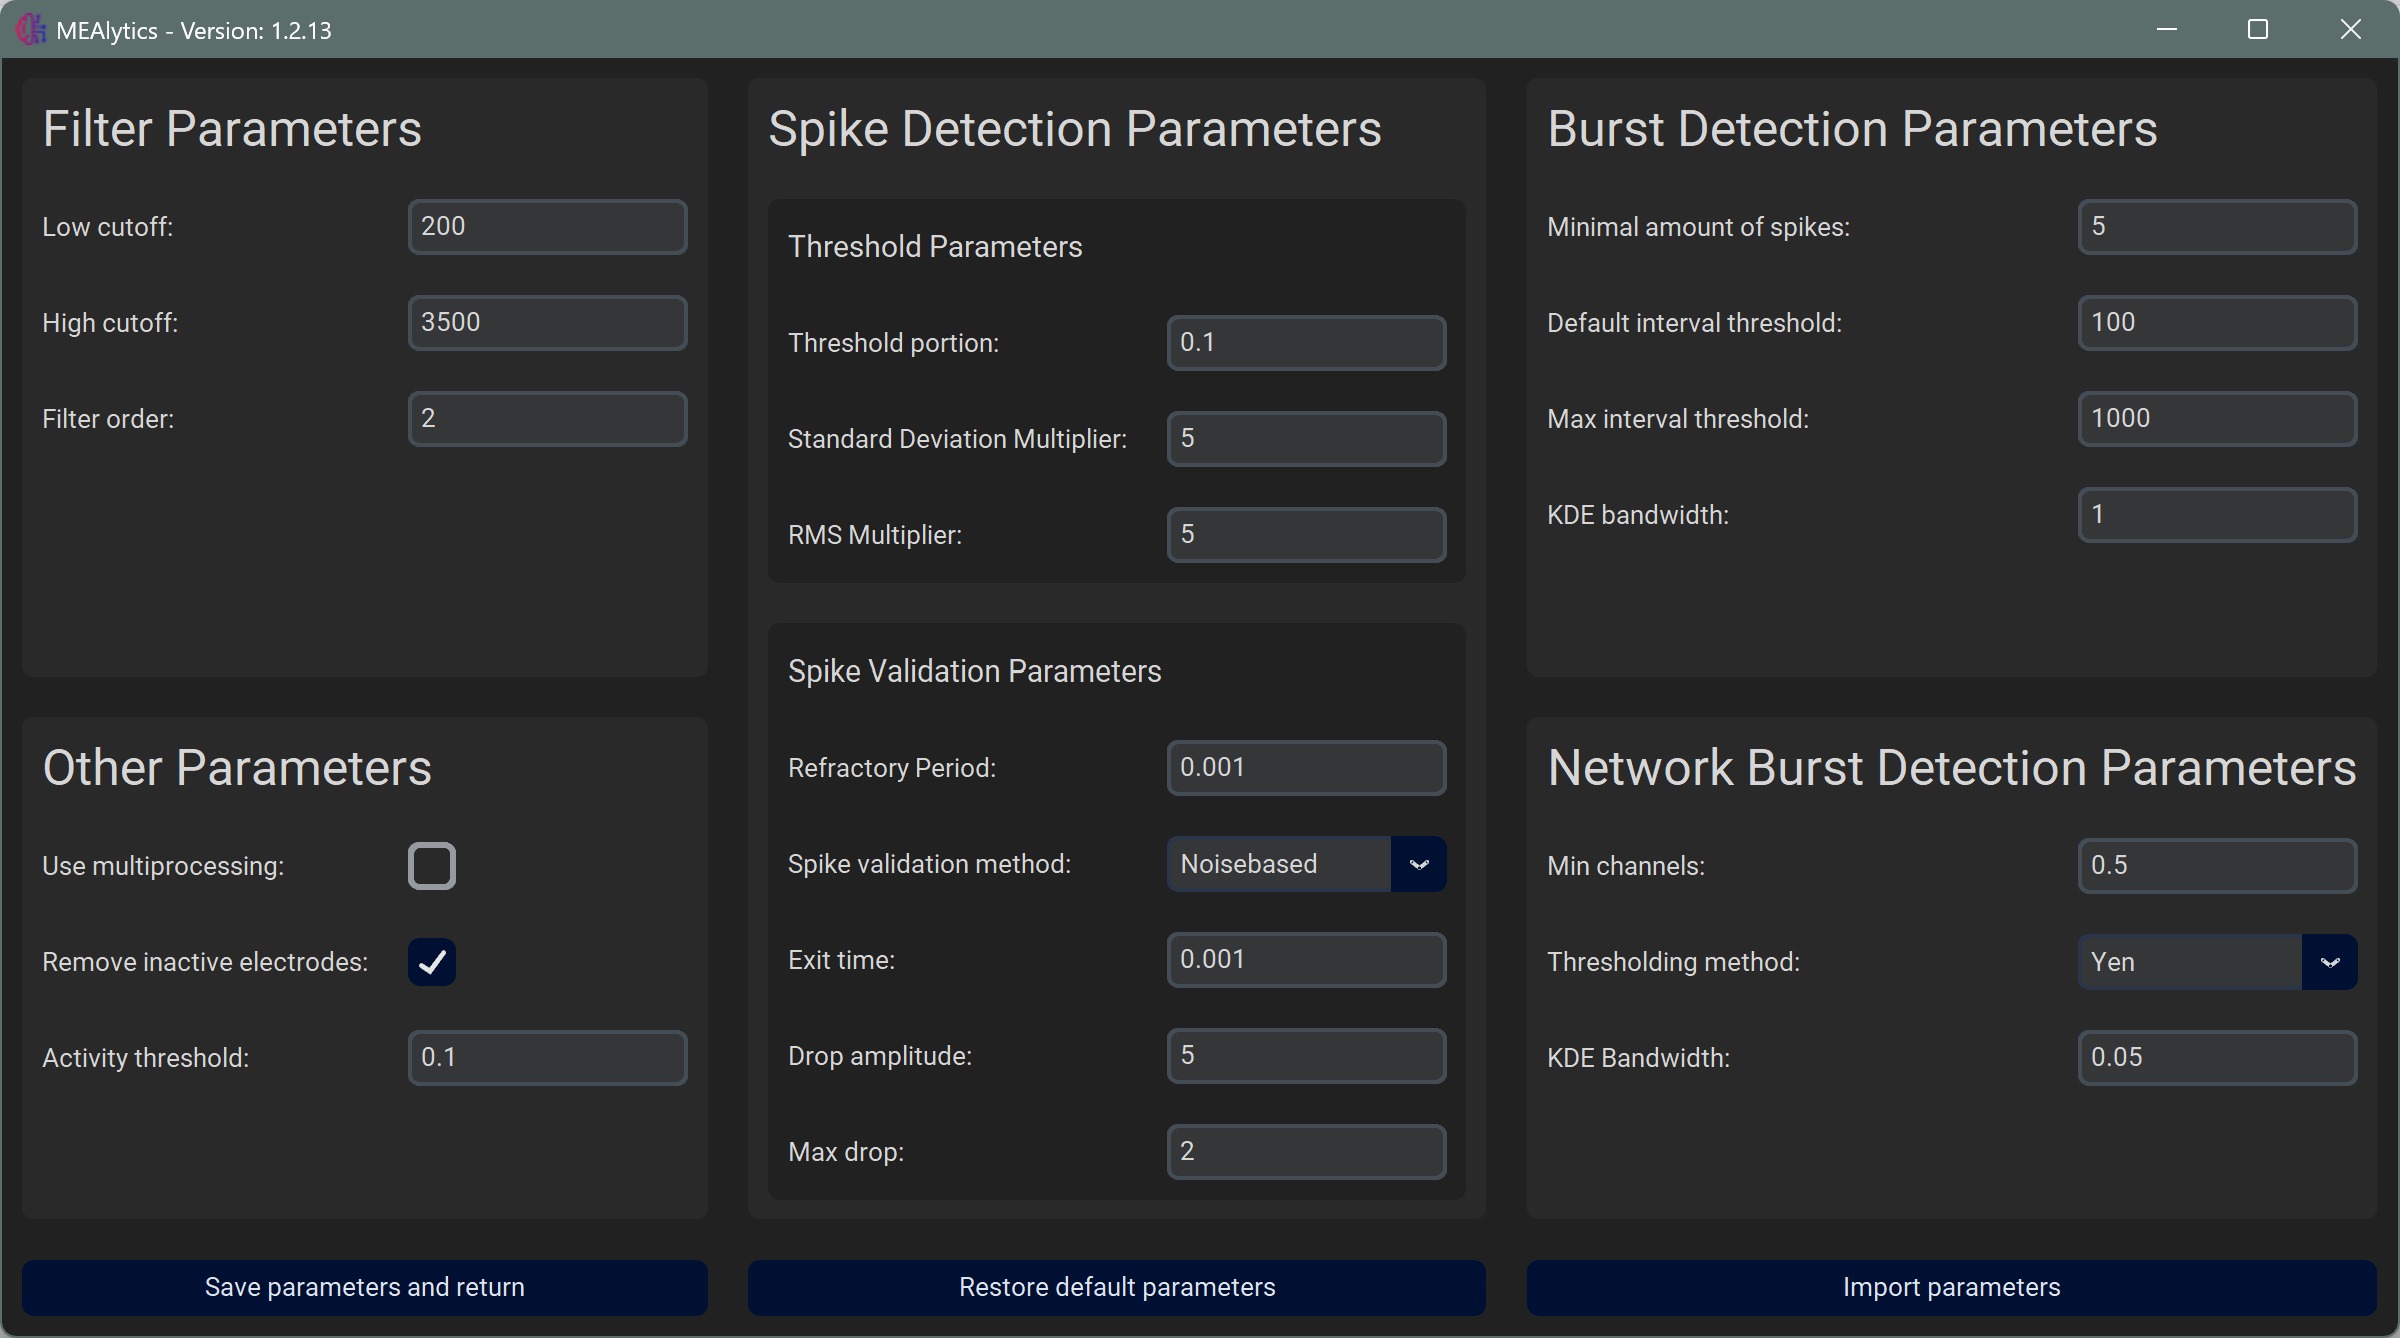 MEAlytics - Version: 1.2.13
Filter Parameters
Low cutoff: 200
High cutoff: 3500
Filter order: 2
Other Parameters
Use multiprocessing:
Remove inactive electrodes:
Activity threshold: 0.1
Spike Detection Parameters
Threshold Parameters
Threshold portion: 0.1
Standard Deviation Multiplier: 5
RMS Multiplier: 5
Spike Validation Parameters
Refractory Period: 0.001
Spike validation method: Noisebased
Exit time: 0.001
Drop amplitude: 5
Max drop: 2
Burst Detection Parameters
Minimal amount of spikes: 5
Default interval threshold: 100
Max interval threshold: 1000
KDE bandwidth: 1
Network Burst Detection Parameters
Min channels: 0.5
Thresholding method: Yen
KDE Bandwidth: 0.05
Save parameters and return
Restore default parameters
Import parameters